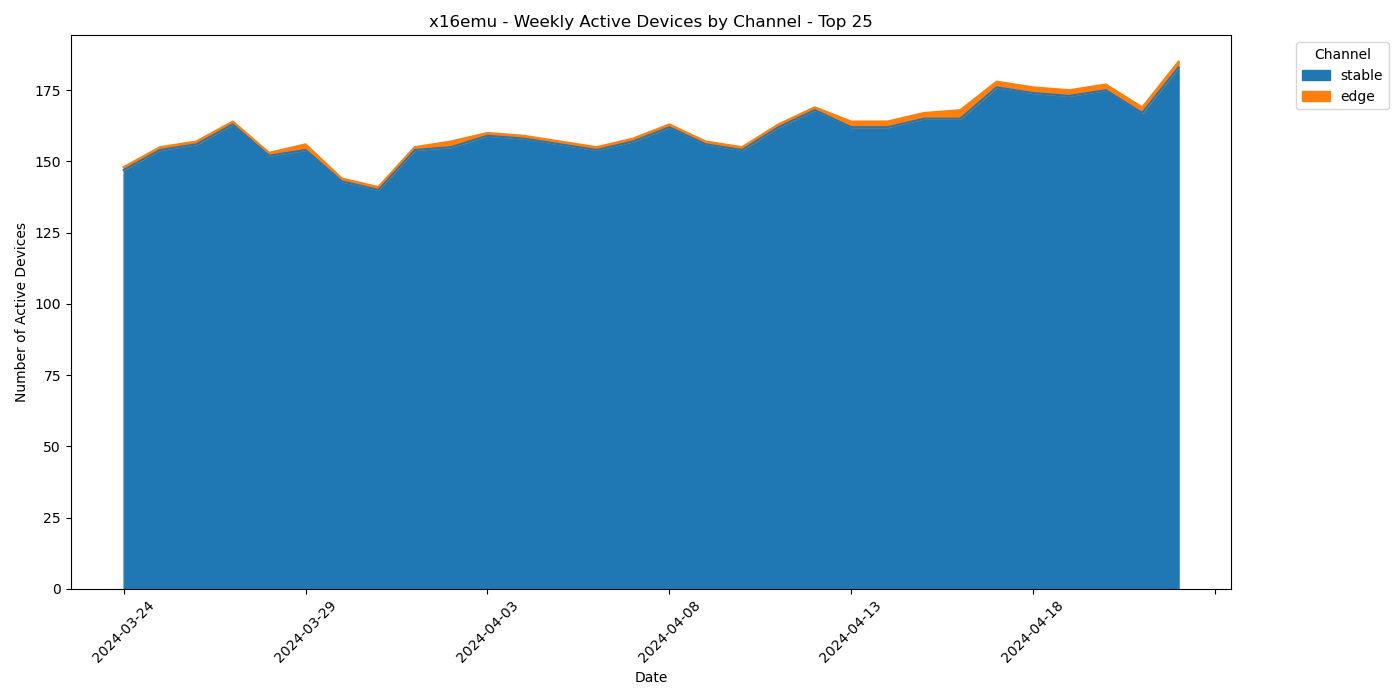 x16emu - Weekly Active Devices by Channel - Top 25
Channel
stable
edge
Number of Active Devices
175
150
125
100
75
50
25
0
2024-03-24
2024-03-29
2024-04-03
2024-04-08
2024-04-13
2024-04-18
Date